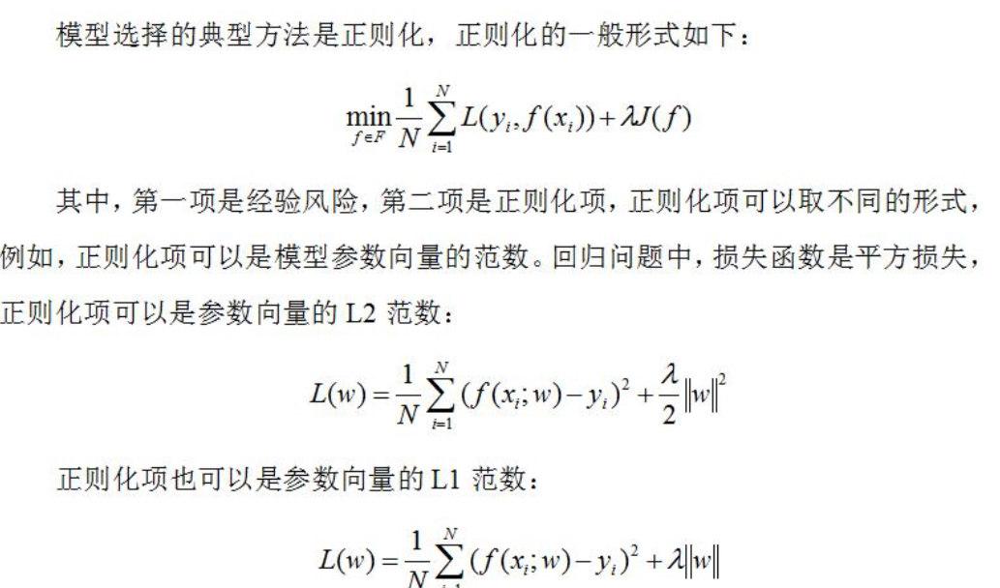 模型选择的典型方法是正则化，正则化的一般形式如下：
\min_{f \in F} \frac{1}{N} \sum_{i=1}^{N} L(y_i, f(x_i)) + \lambda J(f)
其中，第一项是经验风险，第二项是正则化项，正则化项可以取不同的形式，
例如，正则化项可以是模型参数向量的范数。回归问题中，损失函数是平方损失，
正则化项可以是参数向量的 L2 范数：
L(w) = \frac{1}{N} \sum_{i=1}^{N} (f(x_i; w) - y_i)^2 + \frac{\lambda}{2} \|w\|^2
正则化项也可以是参数向量的 L1 范数：
L(w) = \frac{1}{N} \sum_{i=1}^{N} (f(x_i; w) - y_i)^2 + \lambda \|w\|